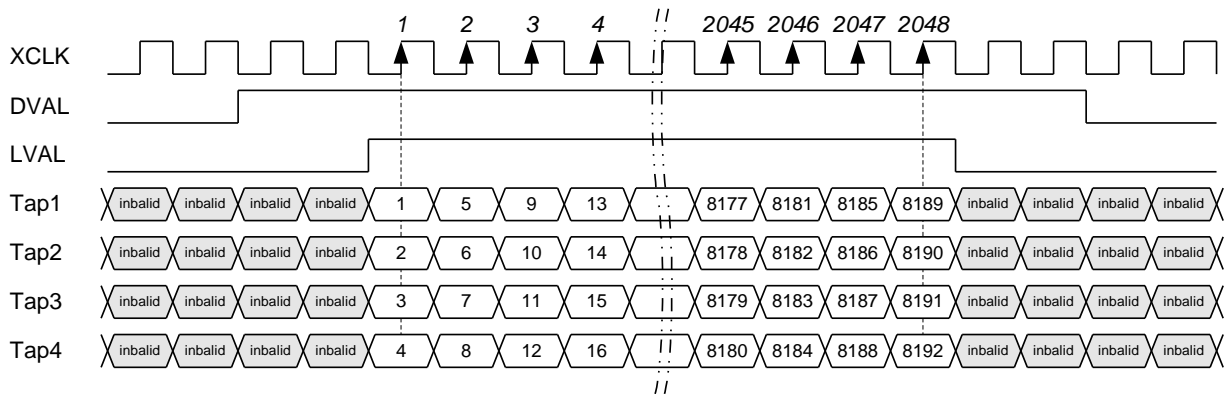 1 2 3 4 2045 2046 2047 2048
XCLK
DVAL
LVAL
Tap1 inbalid inbalid inbalid inbalid 1 5 9 13 8177 8181 8185 8189 inbalid inbalid inbalid inbalid
Tap2 inbalid inbalid inbalid inbalid 2 6 10 14 8178 8182 8186 8190 inbalid inbalid inbalid inbalid
Tap3 inbalid inbalid inbalid inbalid 3 7 11 15 8179 8183 8187 8191 inbalid inbalid inbalid inbalid
Tap4 inbalid inbalid inbalid inbalid 4 8 12 16 8180 8184 8188 8192 inbalid inbalid inbalid inbalid